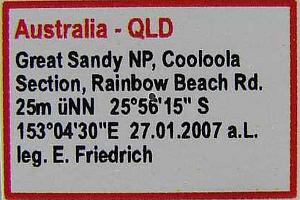 Australia - QLD
Great Sandy NP, Cooloola
Section, Rainbow Beach Rd.
25m üNN 25°56'15" S
153°04'30"E 27.01.2007 a.L.
leg. E. Friedrich